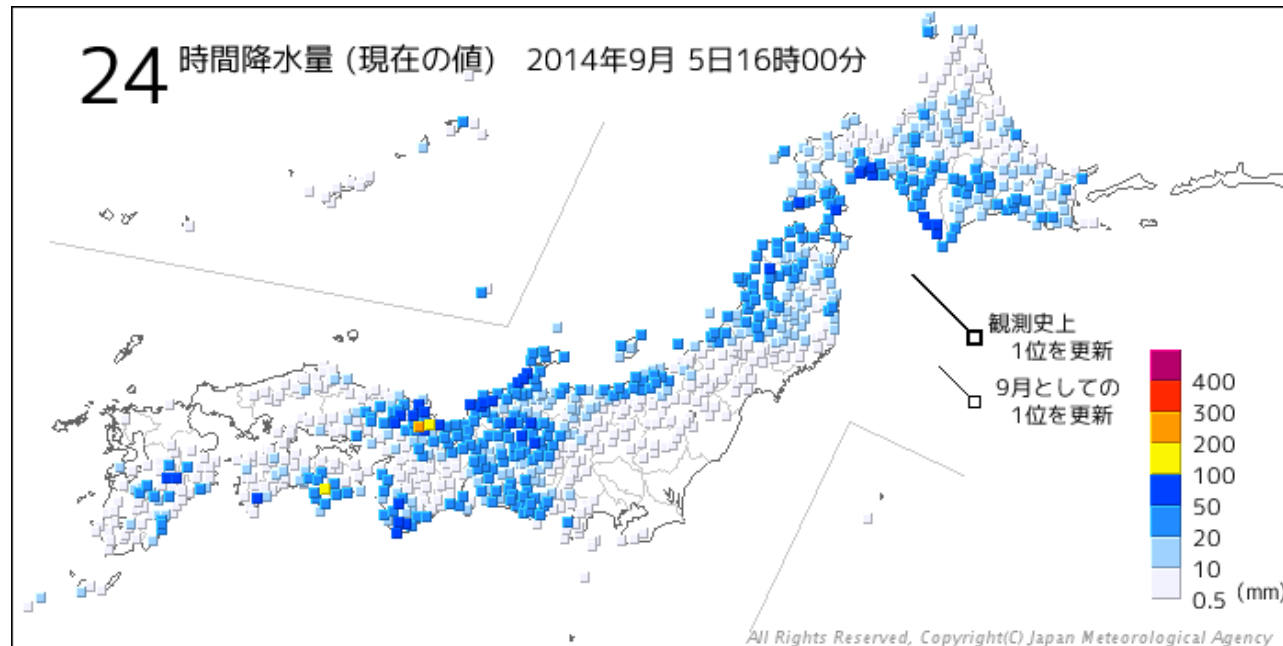 24時間降水量 (現在の値) 2014年9月 5日16時00分
観測史上
1位を更新
9月としての
1位を更新
400
300
200
100
50
20
10
0.5 (mm)
All Rights Reserved, Copyright(C) Japan Meteorological Agency